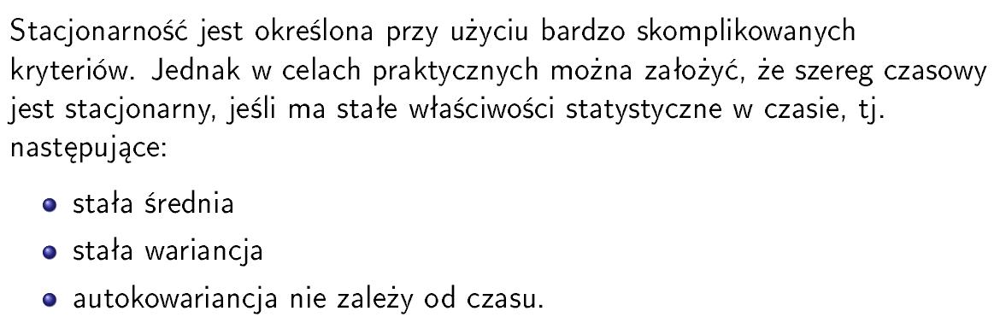 Stacjonarność jest określona przy użyciu bardzo skomplikowanych
kryteriów. Jednak w celach praktycznych można założyć, że szereg czasowy
jest stacjonarny, jeśli ma stałe właściwości statystyczne w czasie, tj.
następujące:
stała średnia
stała wariancja
autokowariancja nie zależy od czasu.